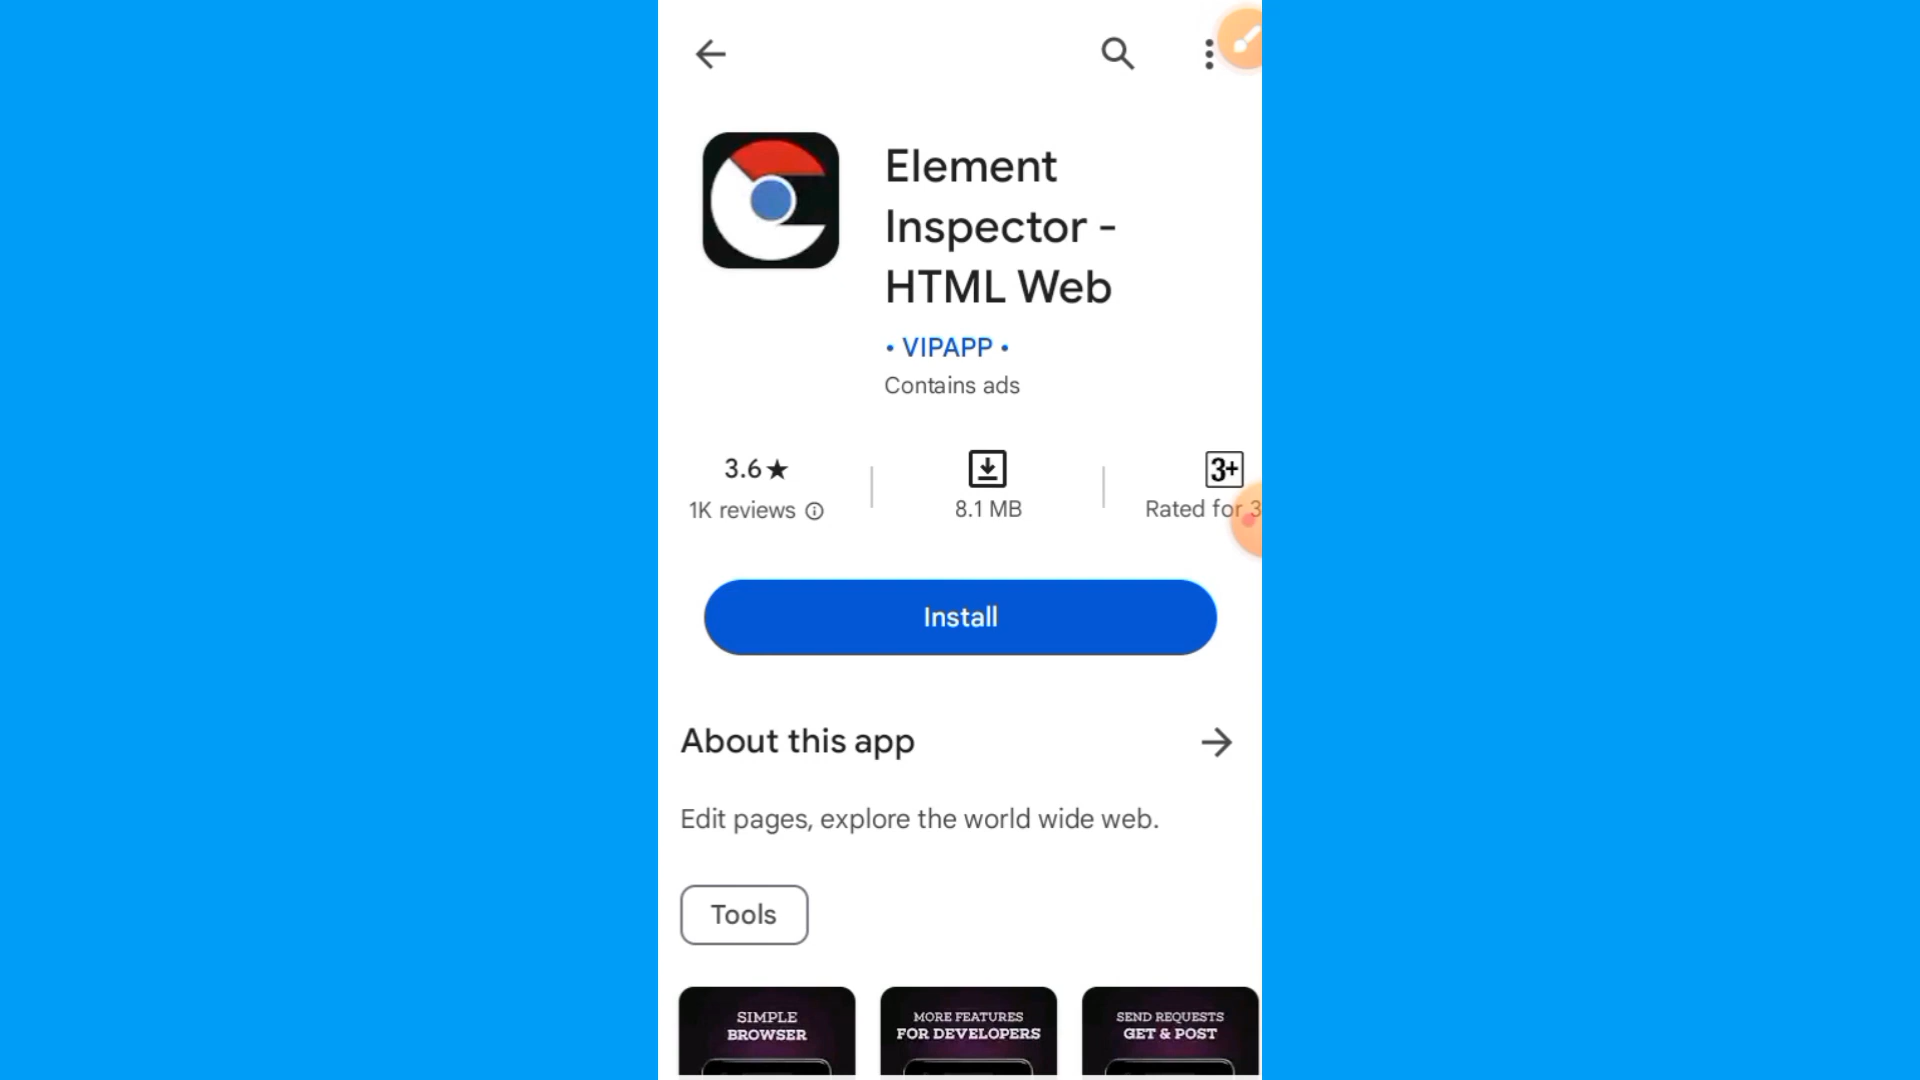 Element
Inspector -
HTML Web
• VIPAPP •
Contains ads
3.6★
1K reviews
8.1 MB
3+
Rated for 3
Install
About this app
Edit pages, explore the world wide web.
Tools
SIMPLE
BROWSER
MORE FEATURES
FOR DEVELOPERS
SEND REQUESTS
GET & POST